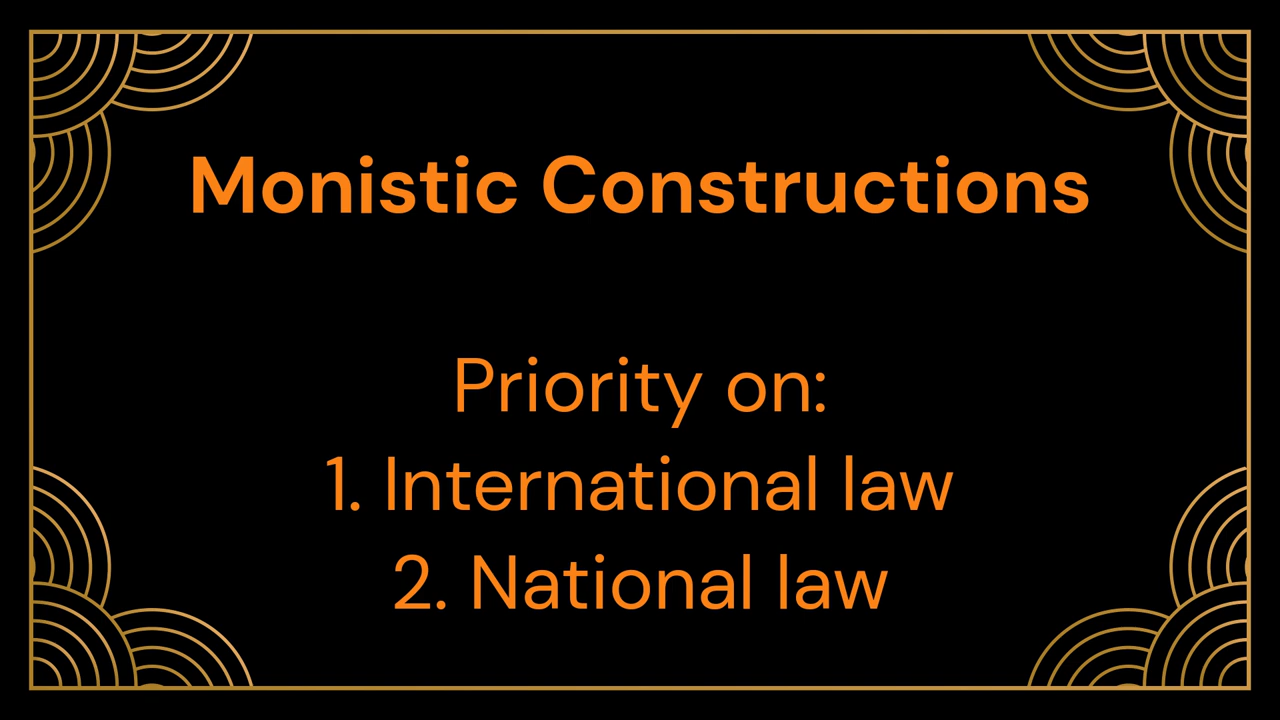 Monistic Constructions
Priority on:
1. International law
2. National law